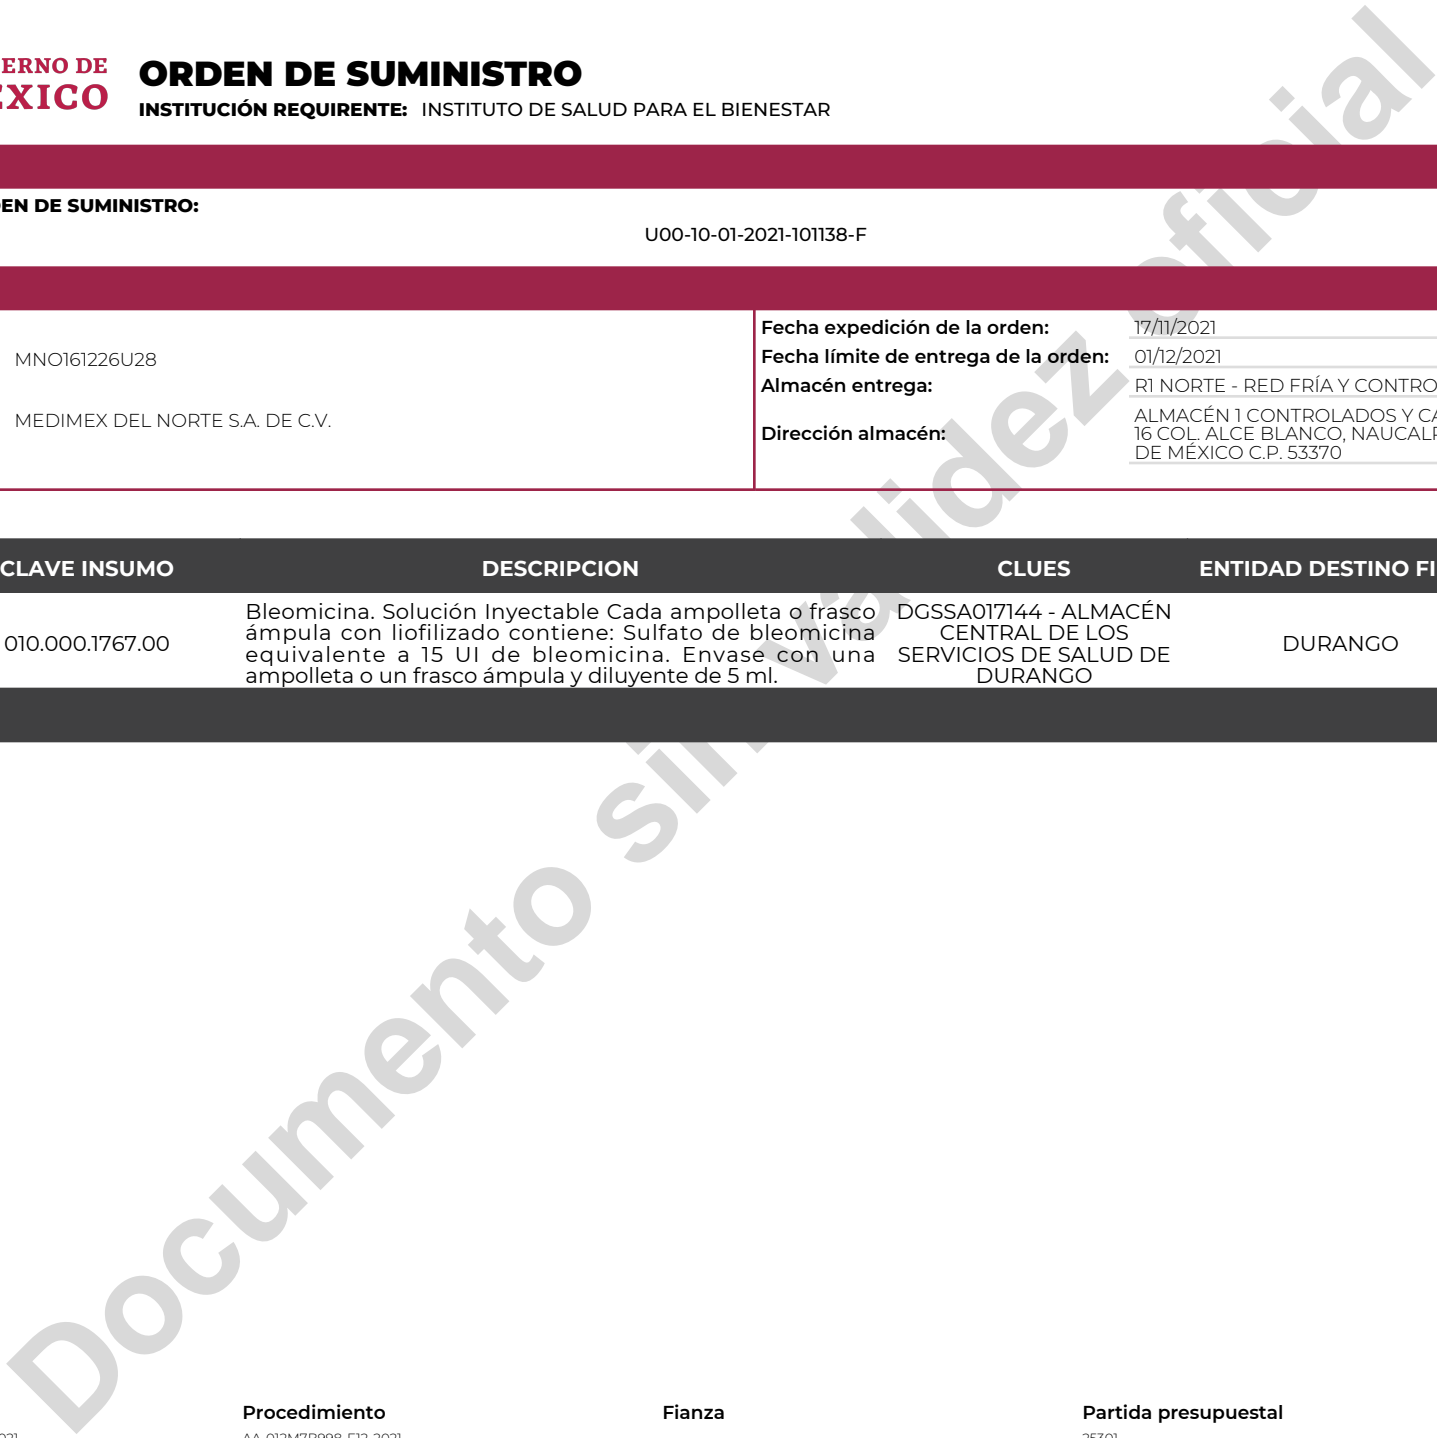 ERNO DE
ORDEN DE SUMINISTRO
INSTITUCIÓN REQUIRENTE: INSTITUTO DE SALUD PARA EL BIENESTAR
DE SUMINISTRO:
U00-10-01-2021-101138-F
MNO161226U28
MEDIMEX DEL NORTE S.A. DE C.V.
Fecha expedición de la orden: 17/11/2021
Fecha límite de entrega de la orden: 01/12/2021
Almacén entrega: R1 NORTE - RED FRÍA Y CONTRO
Dirección almacén: ALMACÉN 1 CONTROLADOS Y CA
16 COL. ALCE BLANCO, NAUCALP
DE MÉXICO C.P. 53370
CLAVE INSUMO DESCRIPCION CLUES ENTIDAD DESTINO FI
010.000.1767.00
Bleomicina. Solución Inyectable Cada ampolleta o frasco
ámpula con liofilizado contiene: Sulfato de bleomicina
equivalente a 15 UI de bleomicina. Envase con una
ampolleta o un frasco ámpula y diluyente de 5 ml.
DGSSA017144 - ALMACÉN
CENTRAL DE LOS
SERVICIOS DE SALUD DE
DURANGO
DURANGO
Documento sin validez oficial
Procedimiento Fianza Partida presupuestal